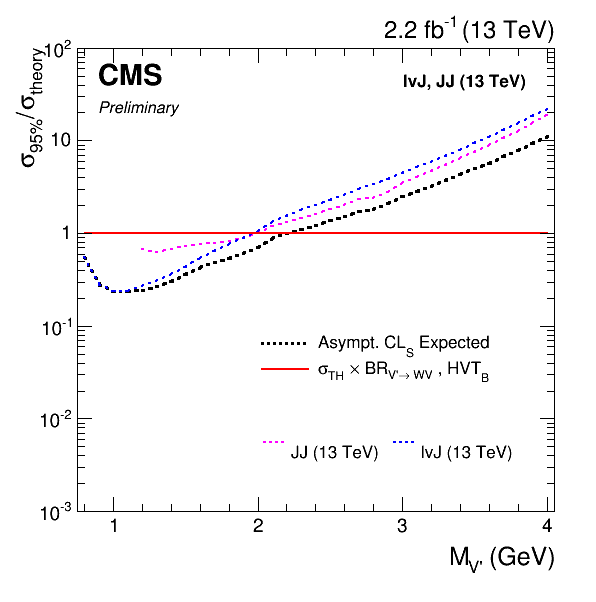 2.2 fb⁻¹ (13 TeV)
CMS
Preliminary
lvJ, JJ (13 TeV)
σ95%/σtheory
10²
10
1
10⁻¹
10⁻²
10⁻³
Asympt. CLS Expected
σTH × BRV'→ WV , HVTB
JJ (13 TeV) lvJ (13 TeV)
1 2 3 4
MV' (GeV)